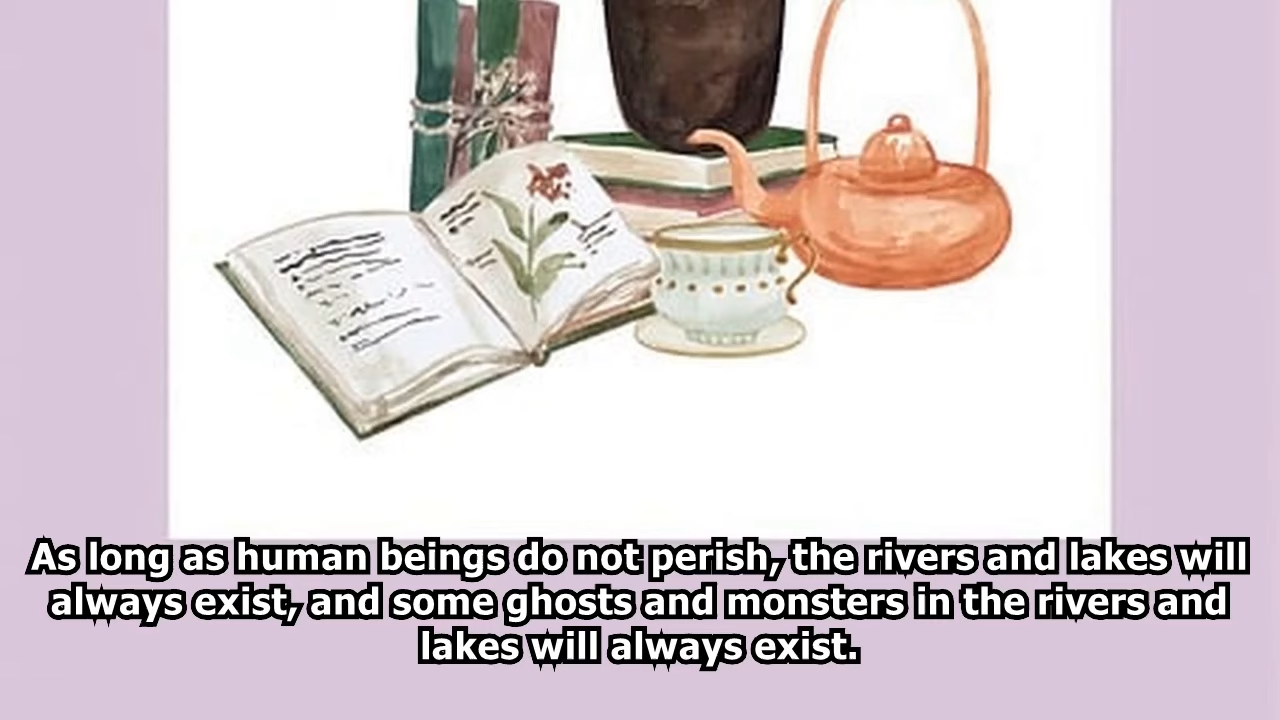 As long as human beings do not perish, the rivers and lakes will
always exist, and some ghosts and monsters in the rivers and
lakes will always exist.